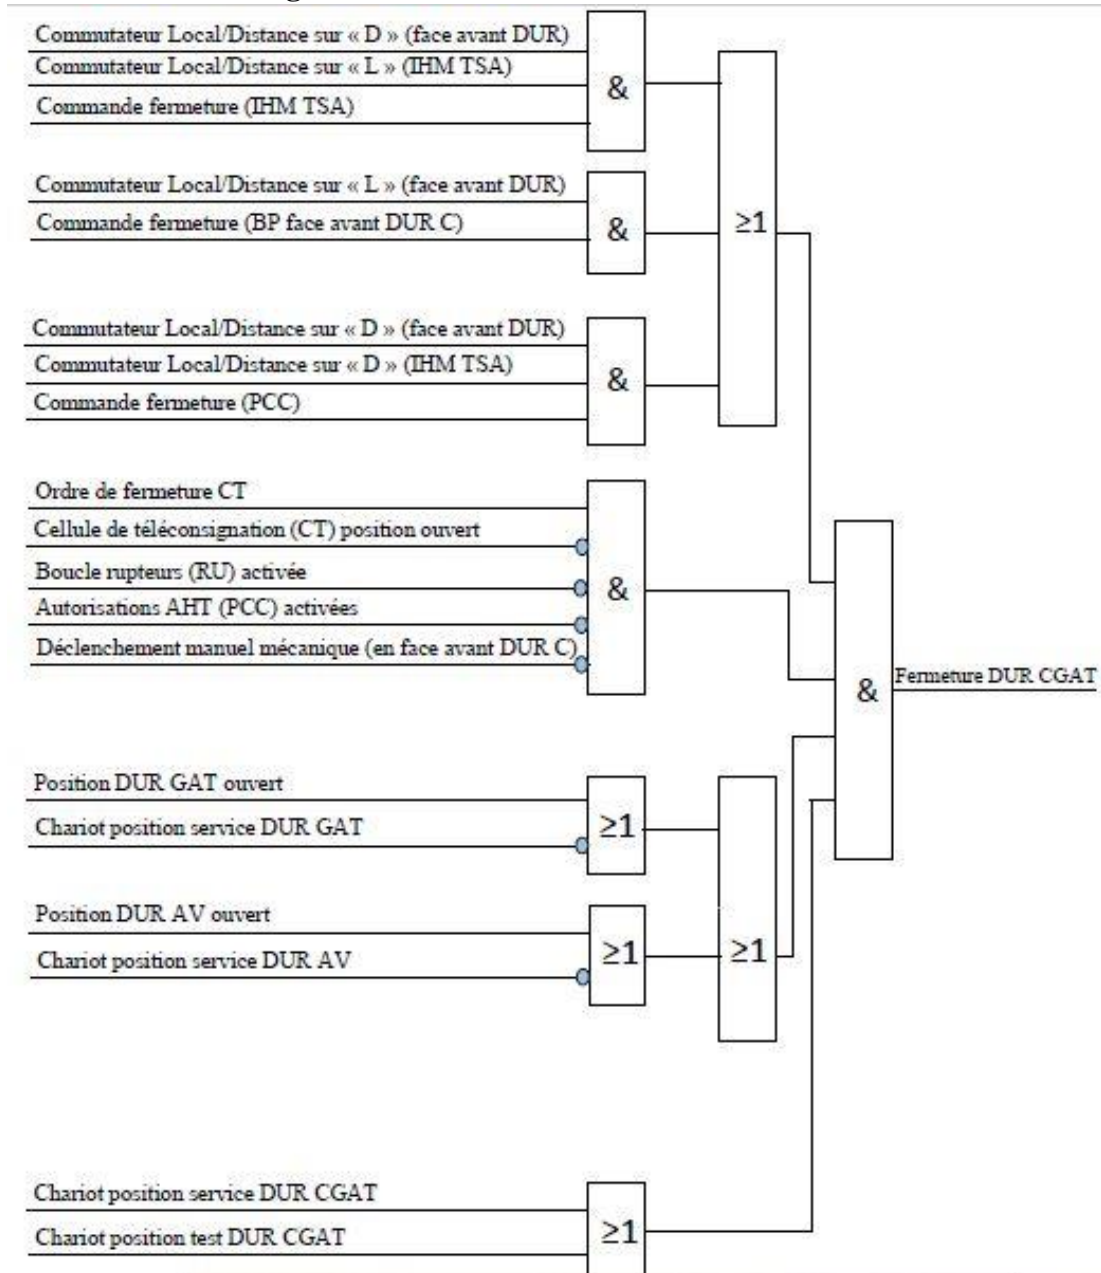 Commutateur Local/Distance sur « D » (face avant DUR)
Commutateur Local/Distance sur « L » (IHM TSA)
Commande fermeture (IHM TSA)
&
Commutateur Local/Distance sur « L » (face avant DUR)
Commande fermeture (BP face avant DUR C)
&
≥1
Commutateur Local/Distance sur « D » (face avant DUR)
Commutateur Local/Distance sur « D » (IHM TSA)
Commande fermeture (PCC)
&
Ordre de fermeture CT
Cellule de téléconsignation (CT) position ouvert
Boucle rupteurs (RU) activée
Autorisations AHT (PCC) activées
Déclenchement manuel mécanique (en face avant DUR C)
&
&
Fermeture DUR CGAT
Position DUR GAT ouvert
Chariot position service DUR GAT
≥1
Position DUR AV ouvert
Chariot position service DUR AV
≥1
≥1
Chariot position service DUR CGAT
Chariot position test DUR CGAT
≥1